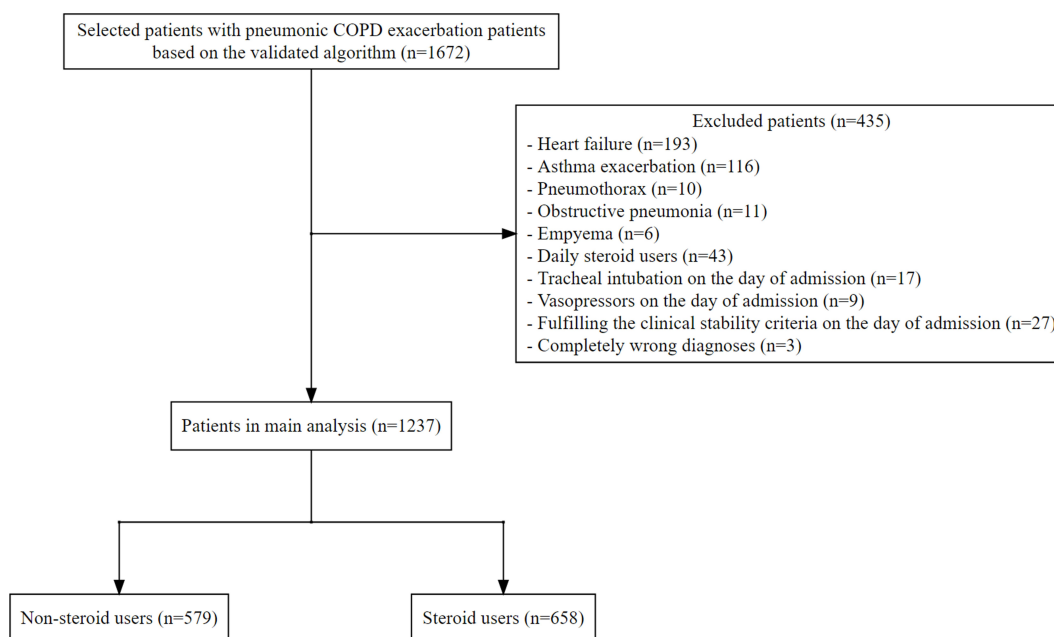 Selected patients with pneumonic COPD exacerbation patients
based on the validated algorithm (n=1672)
Excluded patients (n=435)
- Heart failure (n=193)
- Asthma exacerbation (n=116)
- Pneumothorax (n=10)
- Obstructive pneumonia (n=11)
- Empyema (n=6)
- Daily steroid users (n=43)
- Tracheal intubation on the day of admission (n=17)
- Vasopressors on the day of admission (n=9)
- Fulfilling the clinical stability criteria on the day of admission (n=27)
- Completely wrong diagnoses (n=3)
Patients in main analysis (n=1237)
Non-steroid users (n=579)
Steroid users (n=658)